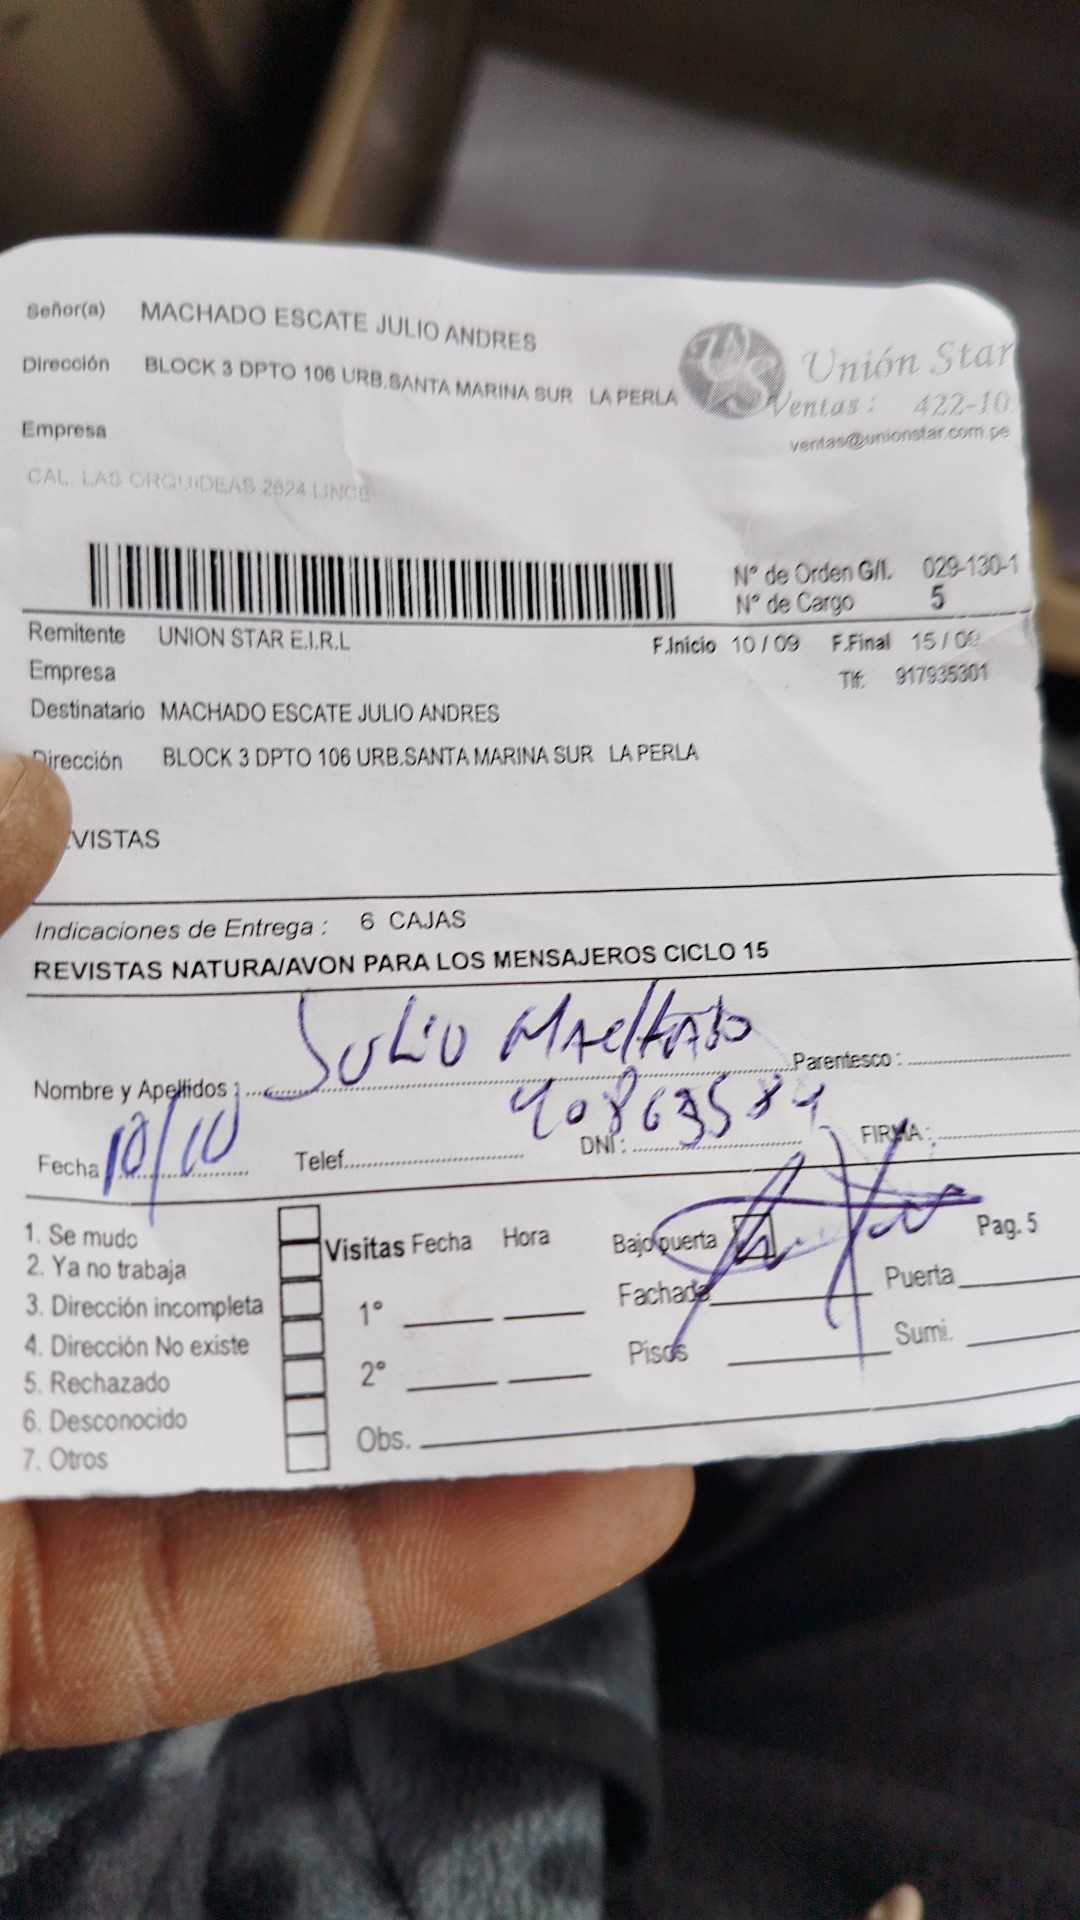 Señor(a) MACHADO ESCATE JULIO ANDRES
Dirección BLOCK 3 DPTO 106 URB.SANTA MARINA SUR LA PERLA
Unión Star
Ventas: 422-10
ventas@unionstar.com.pe
Empresa
CAL. LAS ORQUIDEAS 2624 LINCE
Nº de Orden G/I. 029-130-1
Nº de Cargo 5
Remitente UNION STAR E.I.R.L F.Inicio 10 / 09 F.Final 15 / 09
Empresa Tlf: 917935301
Destinatario MACHADO ESCATE JULIO ANDRES
Dirección BLOCK 3 DPTO 106 URB.SANTA MARINA SUR LA PERLA
VISTAS
Indicaciones de Entrega : 6 CAJAS
REVISTAS NATURA/AVON PARA LOS MENSAJEROS CICLO 15
Nombre y Apellidos : Julio Machado Parentesco :
Fecha 10/10 Telef. DNI : 40863584 FIRMA :
1. Se mudo
2. Ya no trabaja
3. Dirección incompleta
4. Dirección No existe
5. Rechazado
6. Desconocido
7. Otros
Visitas Fecha Hora
1°
2°
Obs.
Bajo puerta Pag. 5
Fachada Puerta
Pisos Sumi.